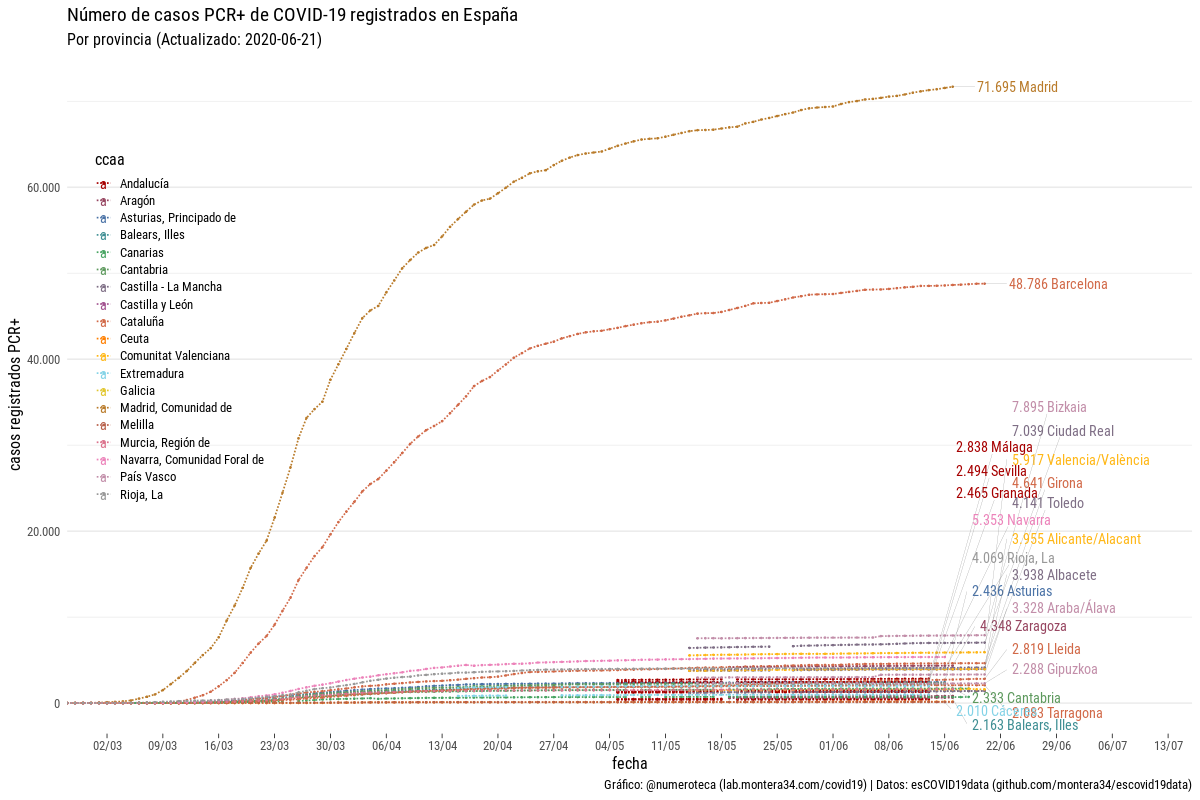 Número de casos PCR+ de COVID-19 registrados en España
Por provincia (Actualizado: 2020-06-21)
71.695 Madrid
ccaa
Andalucía
Aragón
Asturias, Principado de
Balears, Illes
Canarias
Cantabria
Castilla - La Mancha
Castilla y León
Cataluña
Ceuta
Comunitat Valenciana
Extremadura
Galicia
Madrid, Comunidad de
Melilla
Murcia, Región de
Navarra, Comunidad Foral de
País Vasco
Rioja, La
casos registrados PCR+
60.000
40.000
20.000
0
48.786 Barcelona
7.895 Bizkaia
7.039 Ciudad Real
2.838 Málaga
5.917 Valencia/València
2.494 Sevilla
4.641 Girona
2.465 Granada
4.141 Toledo
5.353 Navarra
3.955 Alicante/Alacant
4.069 Rioja, La
3.938 Albacete
2.436 Asturias
3.328 Araba/Álava
4.348 Zaragoza
2.819 Lleida
2.288 Gipuzkoa
2.333 Cantabria
2.010 Cáceres
2.083 Tarragona
2.163 Balears, Illes
02/03 09/03 16/03 23/03 30/03 06/04 13/04 20/04 27/04 04/05 11/05 18/05 25/05 01/06 08/06 15/06 22/06 29/06 06/07 13/07
fecha
Gráfico: @numeroteca (lab.montera34.com/covid19) | Datos: esCOVID19data (github.com/montera34/escovid19data)